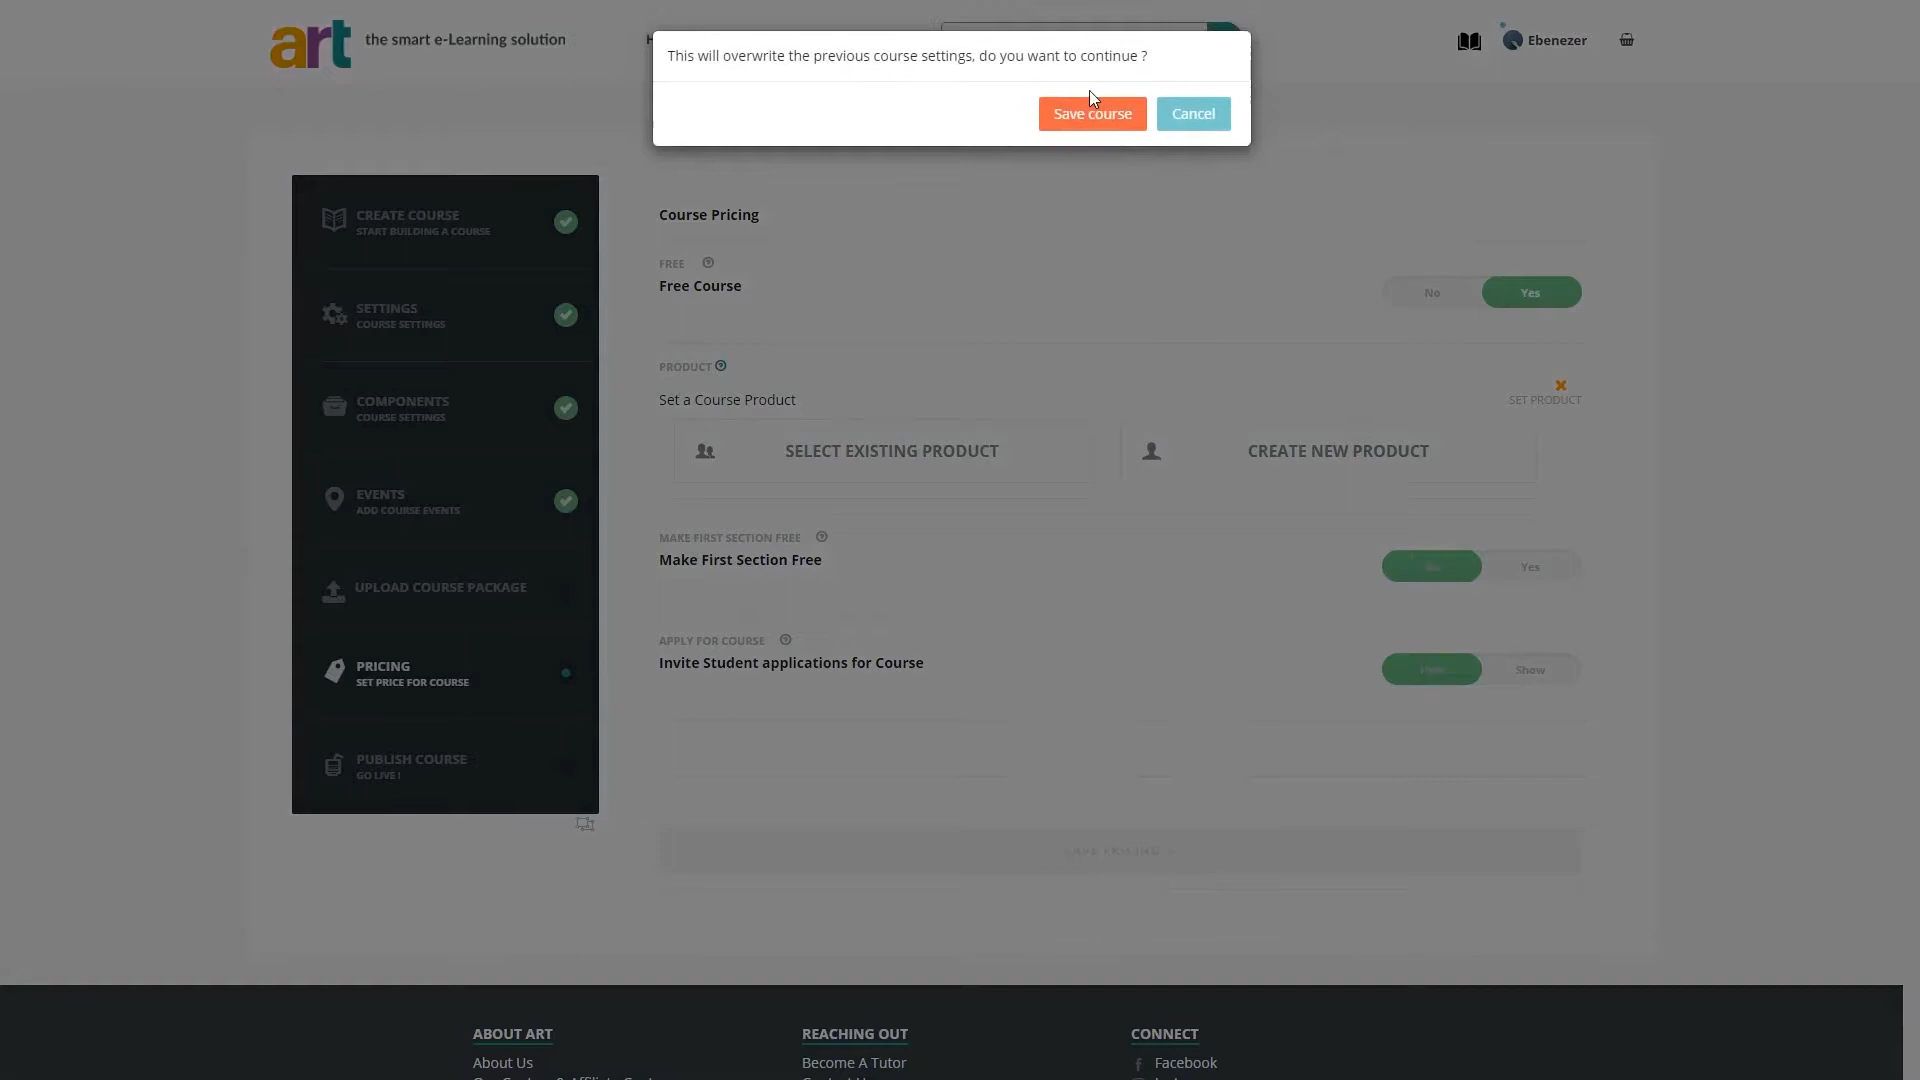 art the smart e-Learning solution
Ebenezer
This will overwrite the previous course settings, do you want to continue ?
Save course
Cancel
CREATE COURSE
START BUILDING A COURSE
SETTINGS
COURSE SETTINGS
COMPONENTS
COURSE SETTINGS
EVENTS
ADD COURSE EVENTS
UPLOAD COURSE PACKAGE
PRICING
SET PRICE FOR COURSE
PUBLISH COURSE
GO LIVE !
Course Pricing
FREE
Free Course
No
Yes
PRODUCT
Set a Course Product
SET PRODUCT
SELECT EXISTING PRODUCT
CREATE NEW PRODUCT
MAKE FIRST SECTION FREE
Make First Section Free
Yes
APPLY FOR COURSE
Invite Student applications for Course
Show
ABOUT ART
About Us
REACHING OUT
Become A Tutor
CONNECT
Facebook